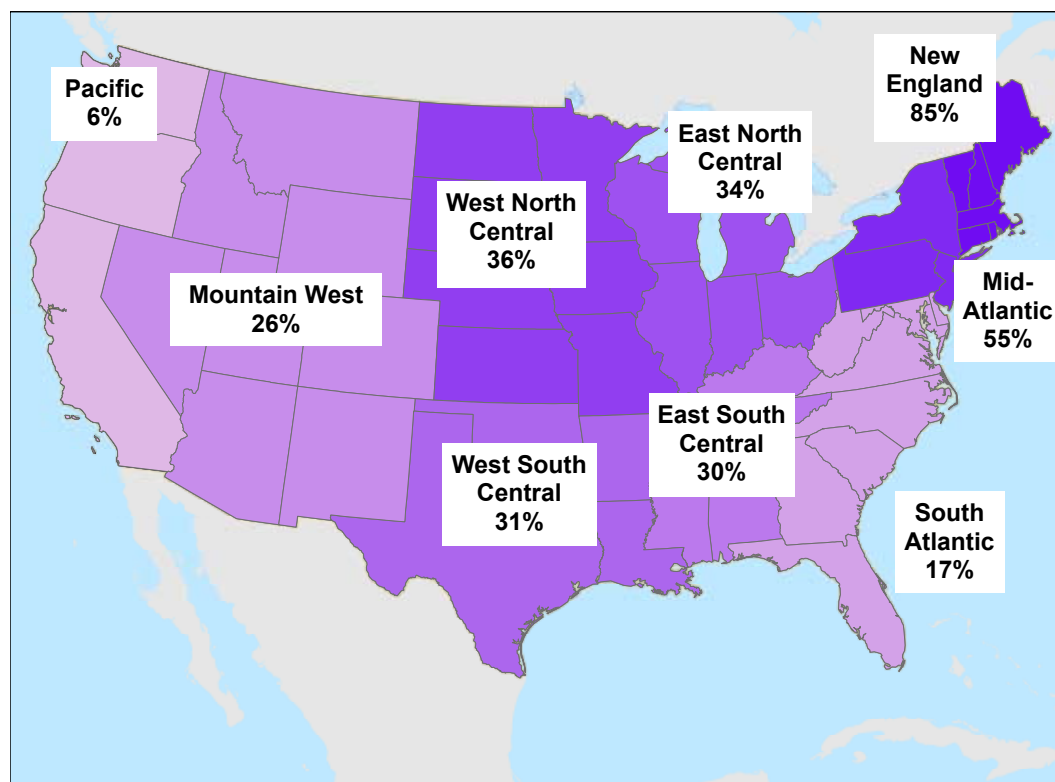 Pacific
6%
New
England
85%
East North
Central
34%
West North
Central
36%
Mountain West
26%
Mid-
Atlantic
55%
East South
Central
30%
West South
Central
31%
South
Atlantic
17%